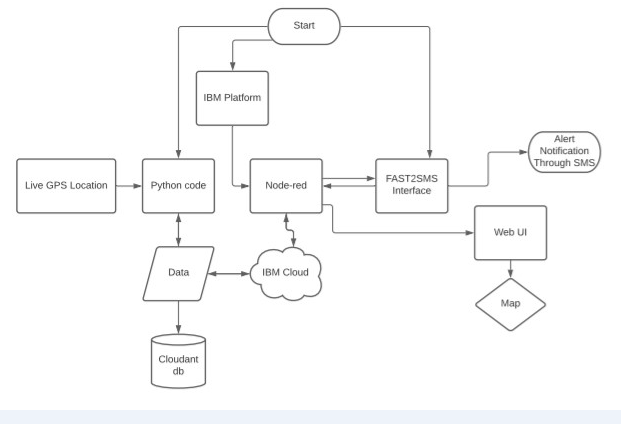 Start
IBM Platform
Alert
Notification
Through SMS
Live GPS Location
Python code
Node-red
FAST2SMS
Interface
Web UI
Data
IBM Cloud
Map
Cloudant
db